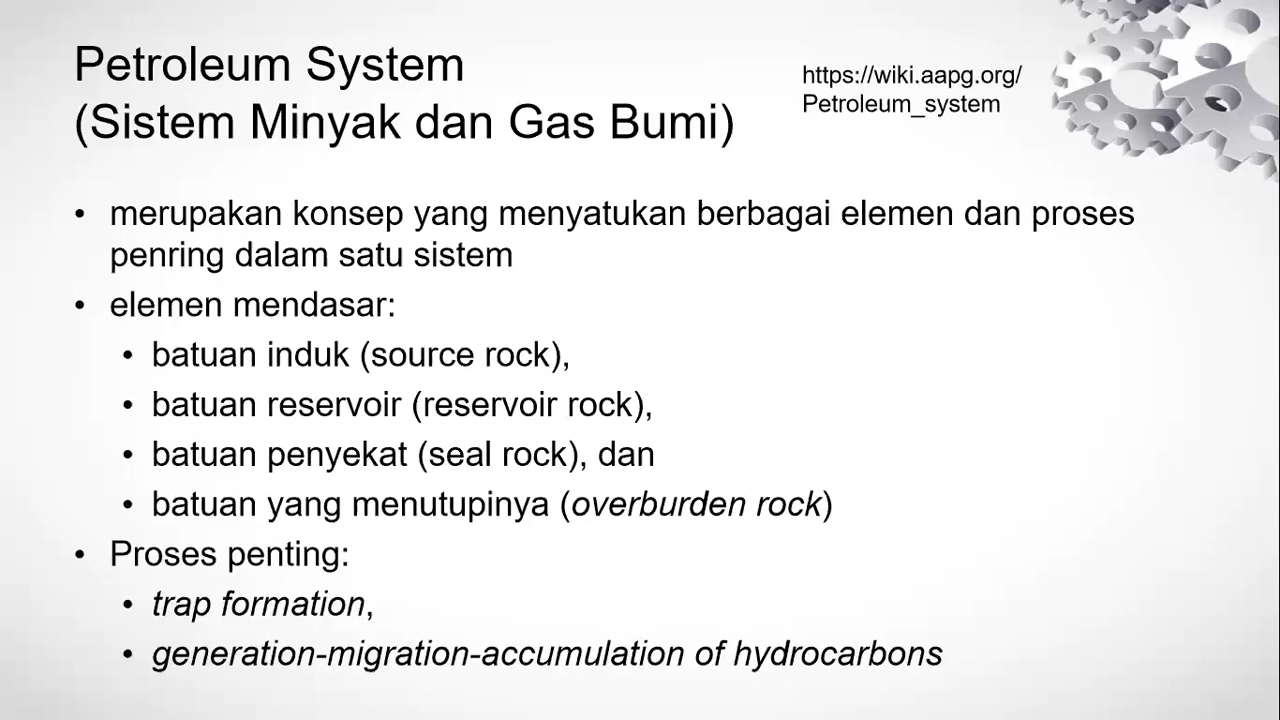 Petroleum System
(Sistem Minyak dan Gas Bumi)
https://wiki.aapg.org/
Petroleum_system
• merupakan konsep yang menyatukan berbagai elemen dan proses
penring dalam satu sistem
• elemen mendasar:
• batuan induk (source rock),
• batuan reservoir (reservoir rock),
• batuan penyekat (seal rock), dan
• batuan yang menutupinya (overburden rock)
• Proses penting:
• trap formation,
• generation-migration-accumulation of hydrocarbons